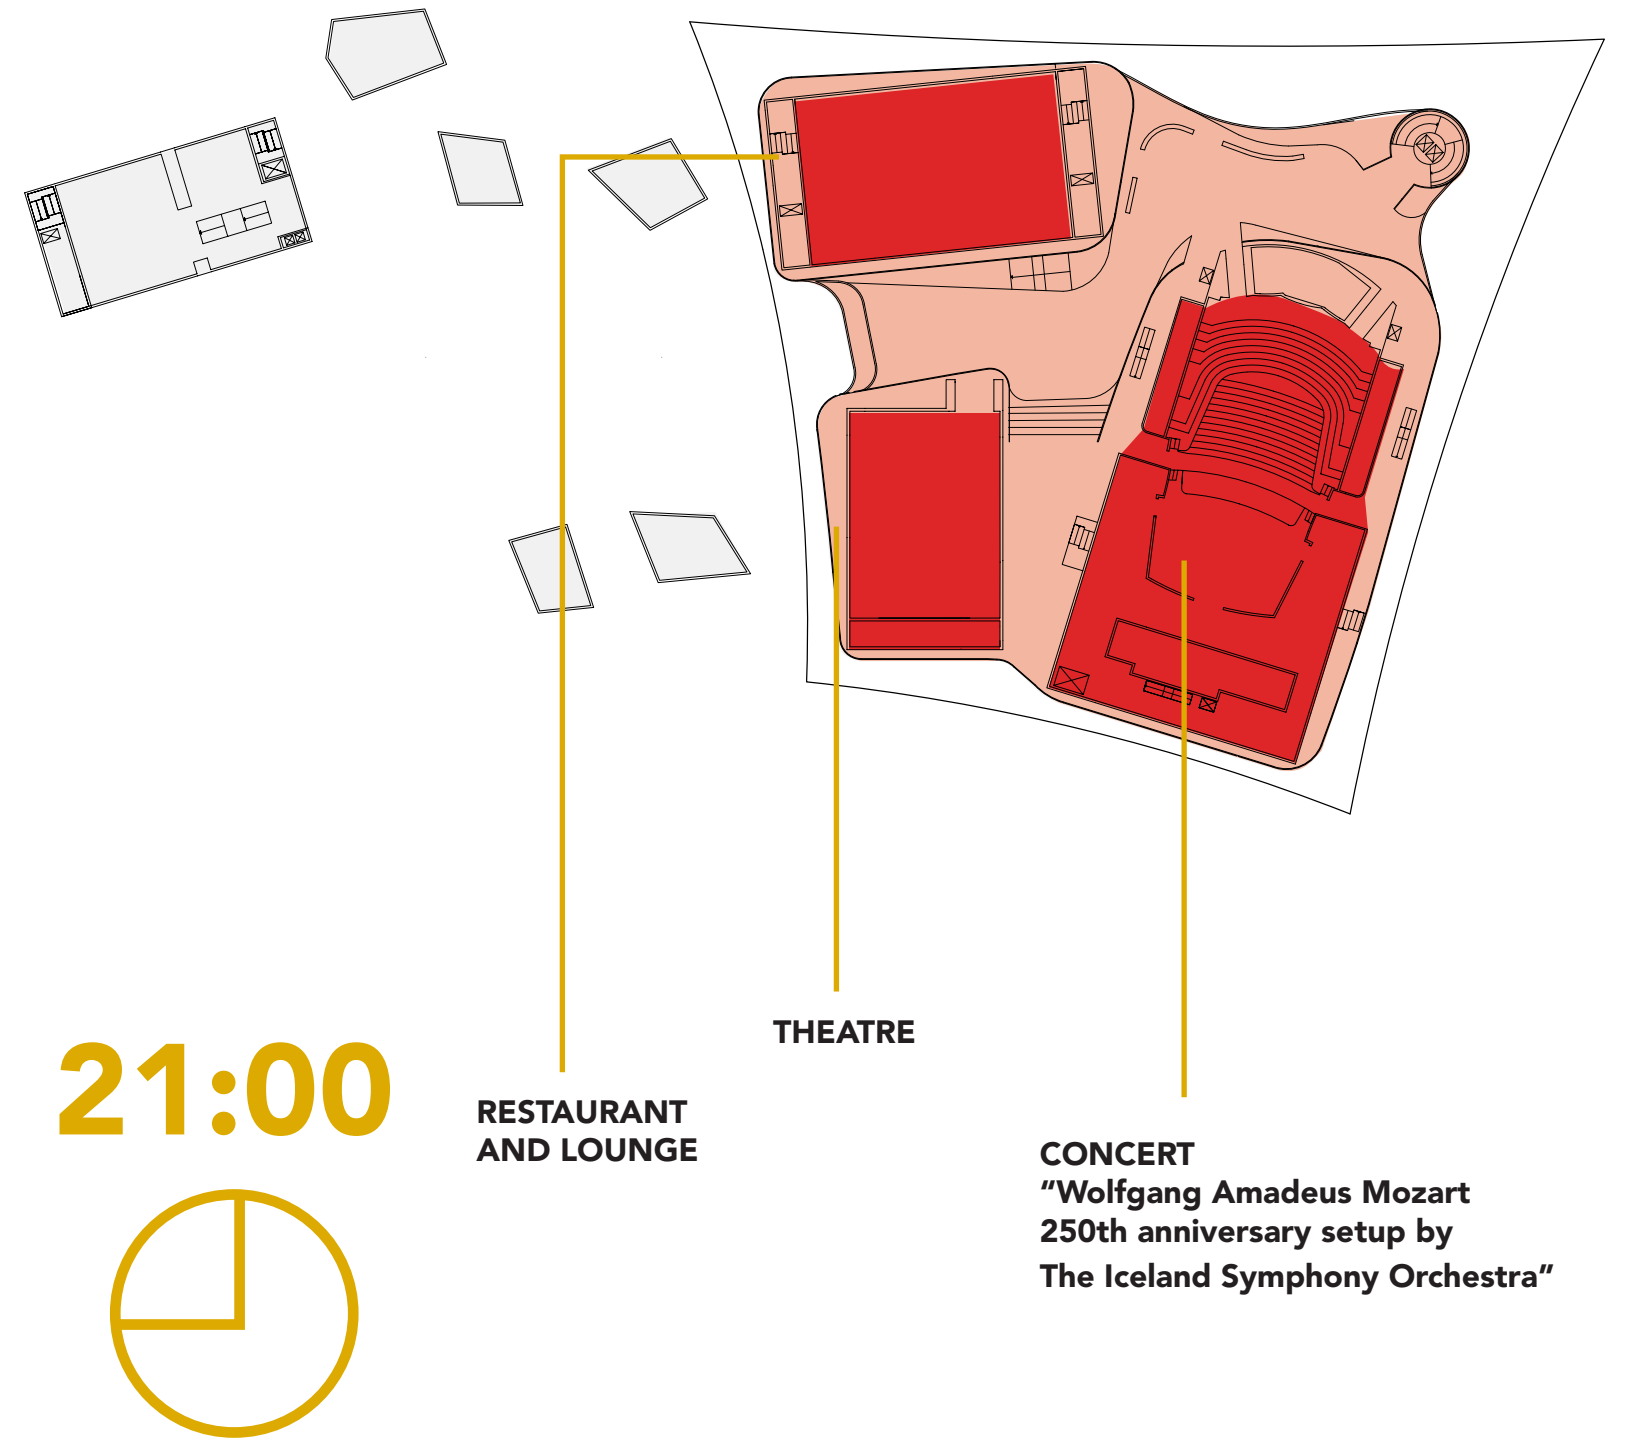 THEATRE
21:00
RESTAURANT
AND LOUNGE
CONCERT
“Wolfgang Amadeus Mozart
250th anniversary setup by
The Iceland Symphony Orchestra”